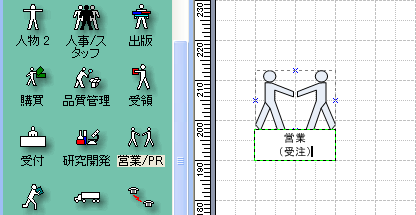 人物 2
人事/ス
タッフ
出版
購買
品質管理
受領
受付
研究開発
営業/PR
230
220
210
200
190
180
営業
（受注）